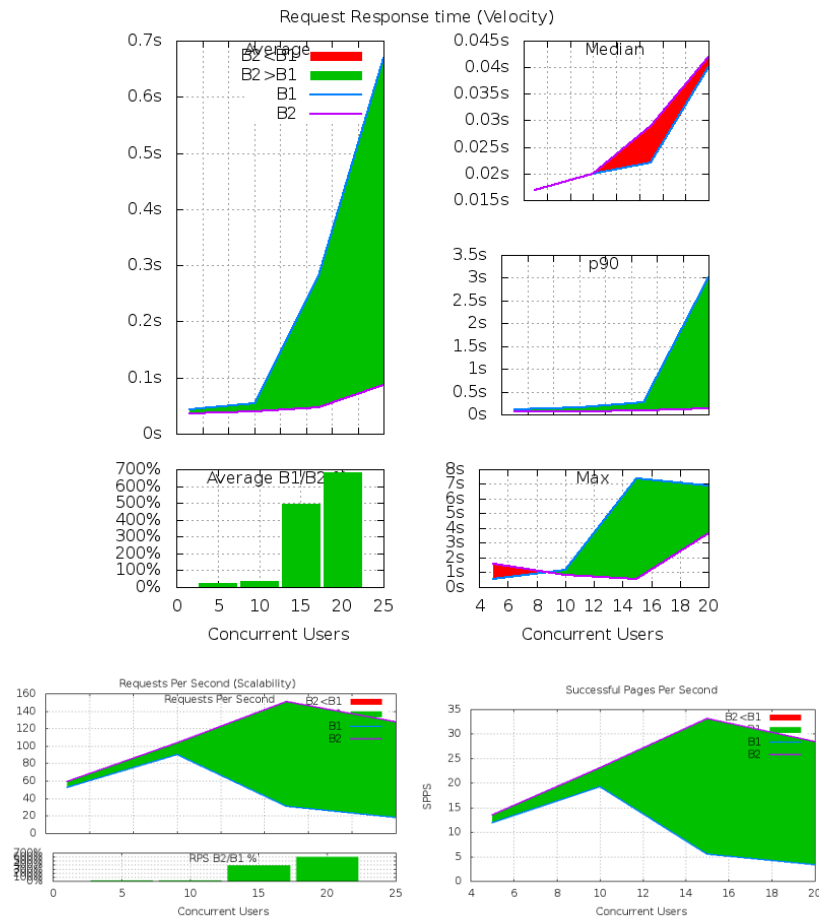 Request Response time (Velocity)
Average
B2<B1
B2>B1
B1
B2
0.7s
0.6s
0.5s
0.4s
0.3s
0.2s
0.1s
0s
Median
0.045s
0.04s
0.035s
0.03s
0.025s
0.02s
0.015s
p90
3.5s
3s
2.5s
2s
1.5s
1s
0.5s
0s
Average B1/B2
700%
600%
500%
400%
300%
200%
100%
0%
0 5 10 15 20 25
Concurrent Users
Max
8s
7s
6s
5s
4s
3s
2s
1s
0s
4 6 8 10 12 14 16 18 20
Concurrent Users
Requests Per Second (Scalability)
Requests Per Second
B2<B1
B1
B2
160
140
120
100
80
60
40
20
0
RPS B2/B1 %
700%
0%
0 5 10 15 20 25
Concurrent Users
Successful Pages Per Second
B2<B1
B1
B2
SPPS
35
30
25
20
15
10
5
0
4 6 8 10 12 14 16 18 20
Concurrent Users